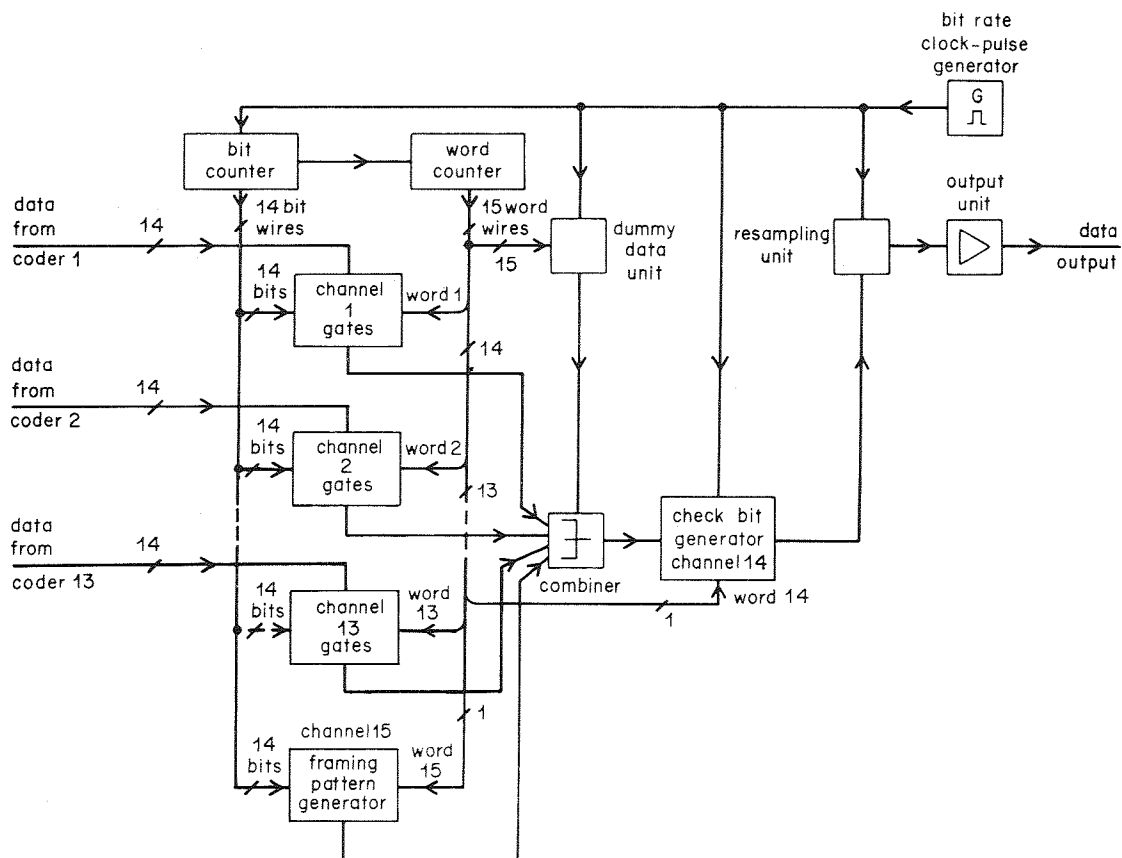 bit rate
clock-pulse
generator
G
bit
counter
word
counter
output
unit
data
from
coder 1
14
14 bit
wires
15 word
wires
15
dummy
data
unit
resampling
unit
data
output
14
bits
channel
1
gates
word 1
14
data
from
coder 2
14
14
bits
channel
2
gates
word 2
13
data
from
coder 13
14
combiner
check bit
generator
channel 14
word 14
1
14
bits
channel
13
gates
word
13
1
channel 15
14
bits
framing
pattern
generator
word
15